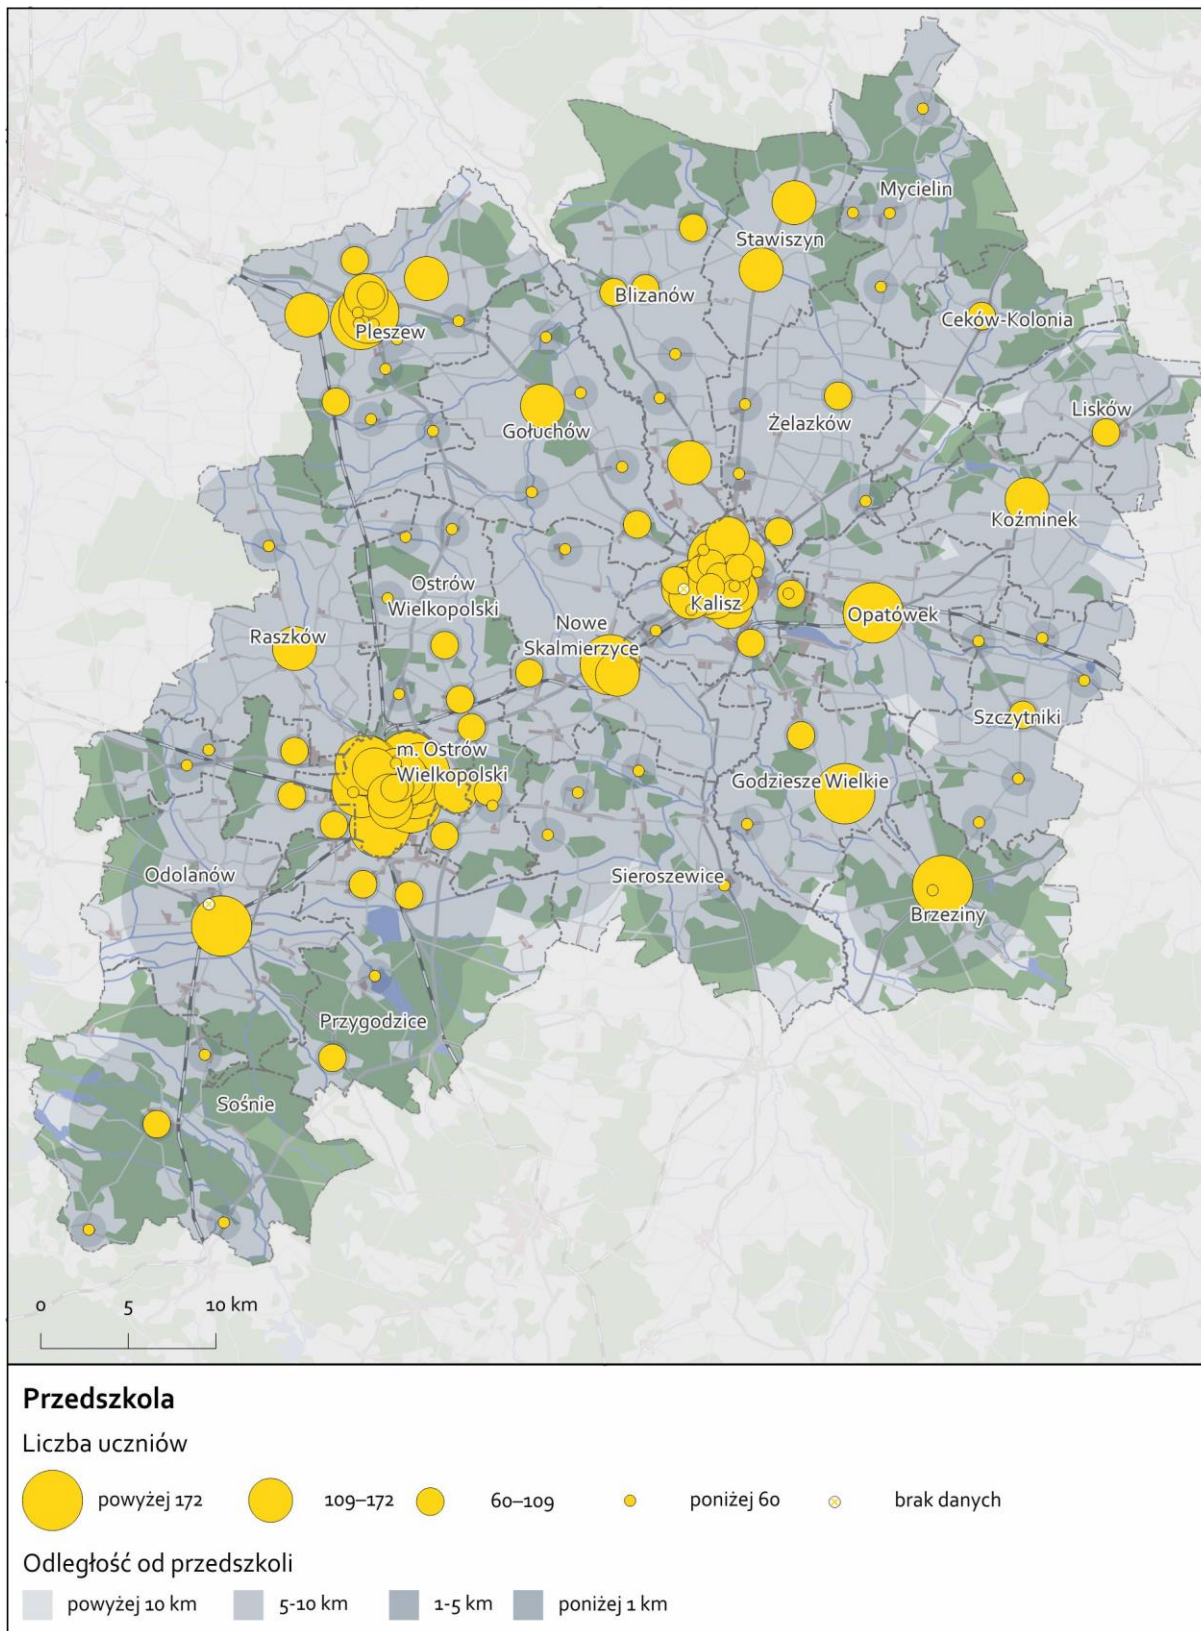 Mycielin
Stawiszyn
Blizanów
Ceków-Kolonia
Pleszew
Lisków
Gołuchów
Żelazków
Koźminek
Ostrów
Wielkopolski
Kalisz
Opatówek
Raszków
Nowe
Skalmierzyce
Szczytniki
m. Ostrów
Wielkopolski
Godziesze Wielkie
Odolanów
Sieroszewice
Brzeziny
Przygodzice
Sośnie
0 5 10 km
Przedszkola
Liczba uczniów
powyżej 172 109–172 60–109 poniżej 60 brak danych
Odległość od przedszkoli
powyżej 10 km 5-10 km 1-5 km poniżej 1 km